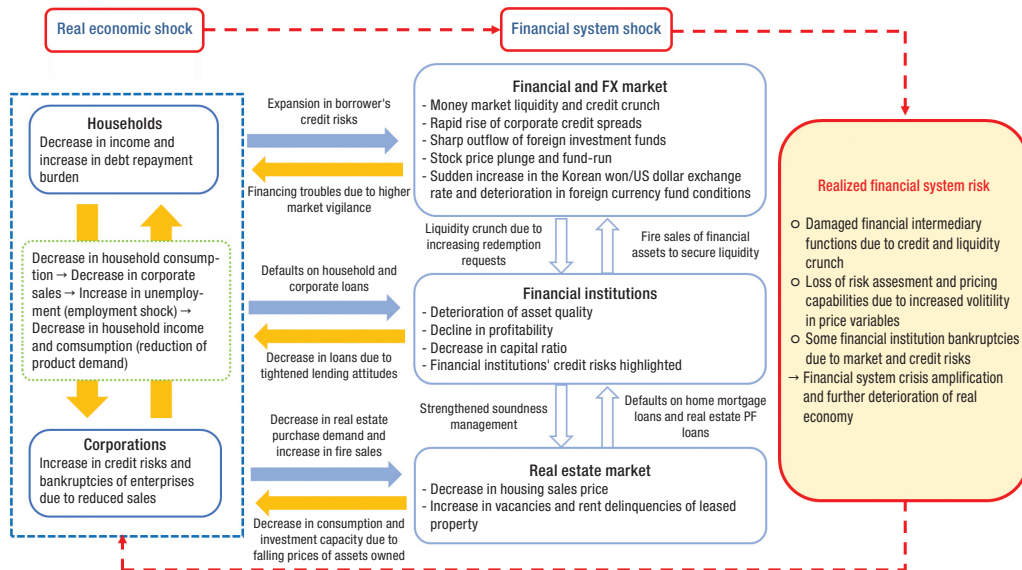 Real economic shock
Financial system shock
Households
Decrease in income and
increase in debt repayment
burden
Decrease in household consump-
tion → Decrease in corporate
sales → Increase in unemploy-
ment (employment shock) →
Decrease in household income
and comsumption (reduction of
product demand)
Corporations
Increase in credit risks and
bankruptcies of enterprises
due to reduced sales
Expansion in borrower's
credit risks
Financing troubles due to higher
market vigilance
Defaults on household and
corporate loans
Decrease in loans due to
tightened lending attitudes
Decrease in real estate
purchase demand and
increase in fire sales
Decrease in consumption and
investment capacity due to
falling prices of assets owned
Financial and FX market
- Money market liquidity and credit crunch
- Rapid rise of corporate credit spreads
- Sharp outflow of foreign investment funds
- Stock price plunge and fund-run
- Sudden increase in the Korean won/US dollar exchange
rate and deterioration in foreign currency fund conditions
Liquidity crunch due to
increasing redemption
requests
Fire sales of financial
assets to secure liquidity
Financial institutions
- Deterioration of asset quality
- Decline in profitability
- Decrease in capital ratio
- Financial institutions' credit risks highlighted
Strengthened soundness
management
Defaults on home mortgage
loans and real estate PF
loans
Real estate market
- Decrease in housing sales price
- Increase in vacancies and rent delinquencies of leased
property
Realized financial system risk
○ Damaged financial intermediary
functions due to credit and liquidity
crunch
○ Loss of risk assesment and pricing
capabilities due to increased volitility
in price variables
○ Some financial institution bankruptcies
due to market and credit risks
→ Financial system crisis amplification
and further deterioration of real
economy